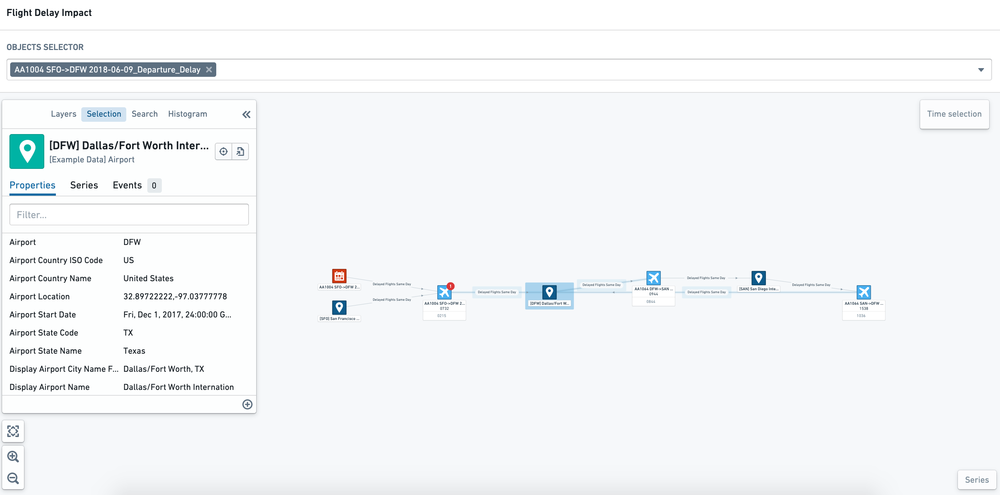 Flight Delay Impact
OBJECTS SELECTOR
AA1004 SFO->DFW 2018-06-09_Departure_Delay
Layers Selection Search Histogram
Time selection
[DFW] Dallas/Fort Worth Inter...
[Example Data] Airport
Properties Series Events 0
Filter...
Airport DFW
Airport Country ISO Code US
Airport Country Name United States
Airport Location 32.89722222,-97.03777778
Airport Start Date Fri, Dec 1, 2017, 24:00:00 G...
Airport State Code TX
Airport State Name Texas
Display Airport City Name F... Dallas/Fort Worth, TX
Display Airport Name Dallas/Fort Worth Internation
AA1004 SFO->DFW 2...
Delayed Flights Same Day
[SFO] San Francisco ...
Delayed Flights Same Day
1
AA1004 SFO->DFW 2...
0732
0215
Delayed Flights Same Day
[DFW] Dallas/Fort W...
Delayed Flights Same Day
AA1064 DFW->SAN ...
0944
0844
Delayed Flights Same Day
Delayed Flights Same Day
[SAN] San Diego Inte...
Delayed Flights Same Day
AA1064 SAN->DFW ...
1538
1036
Series